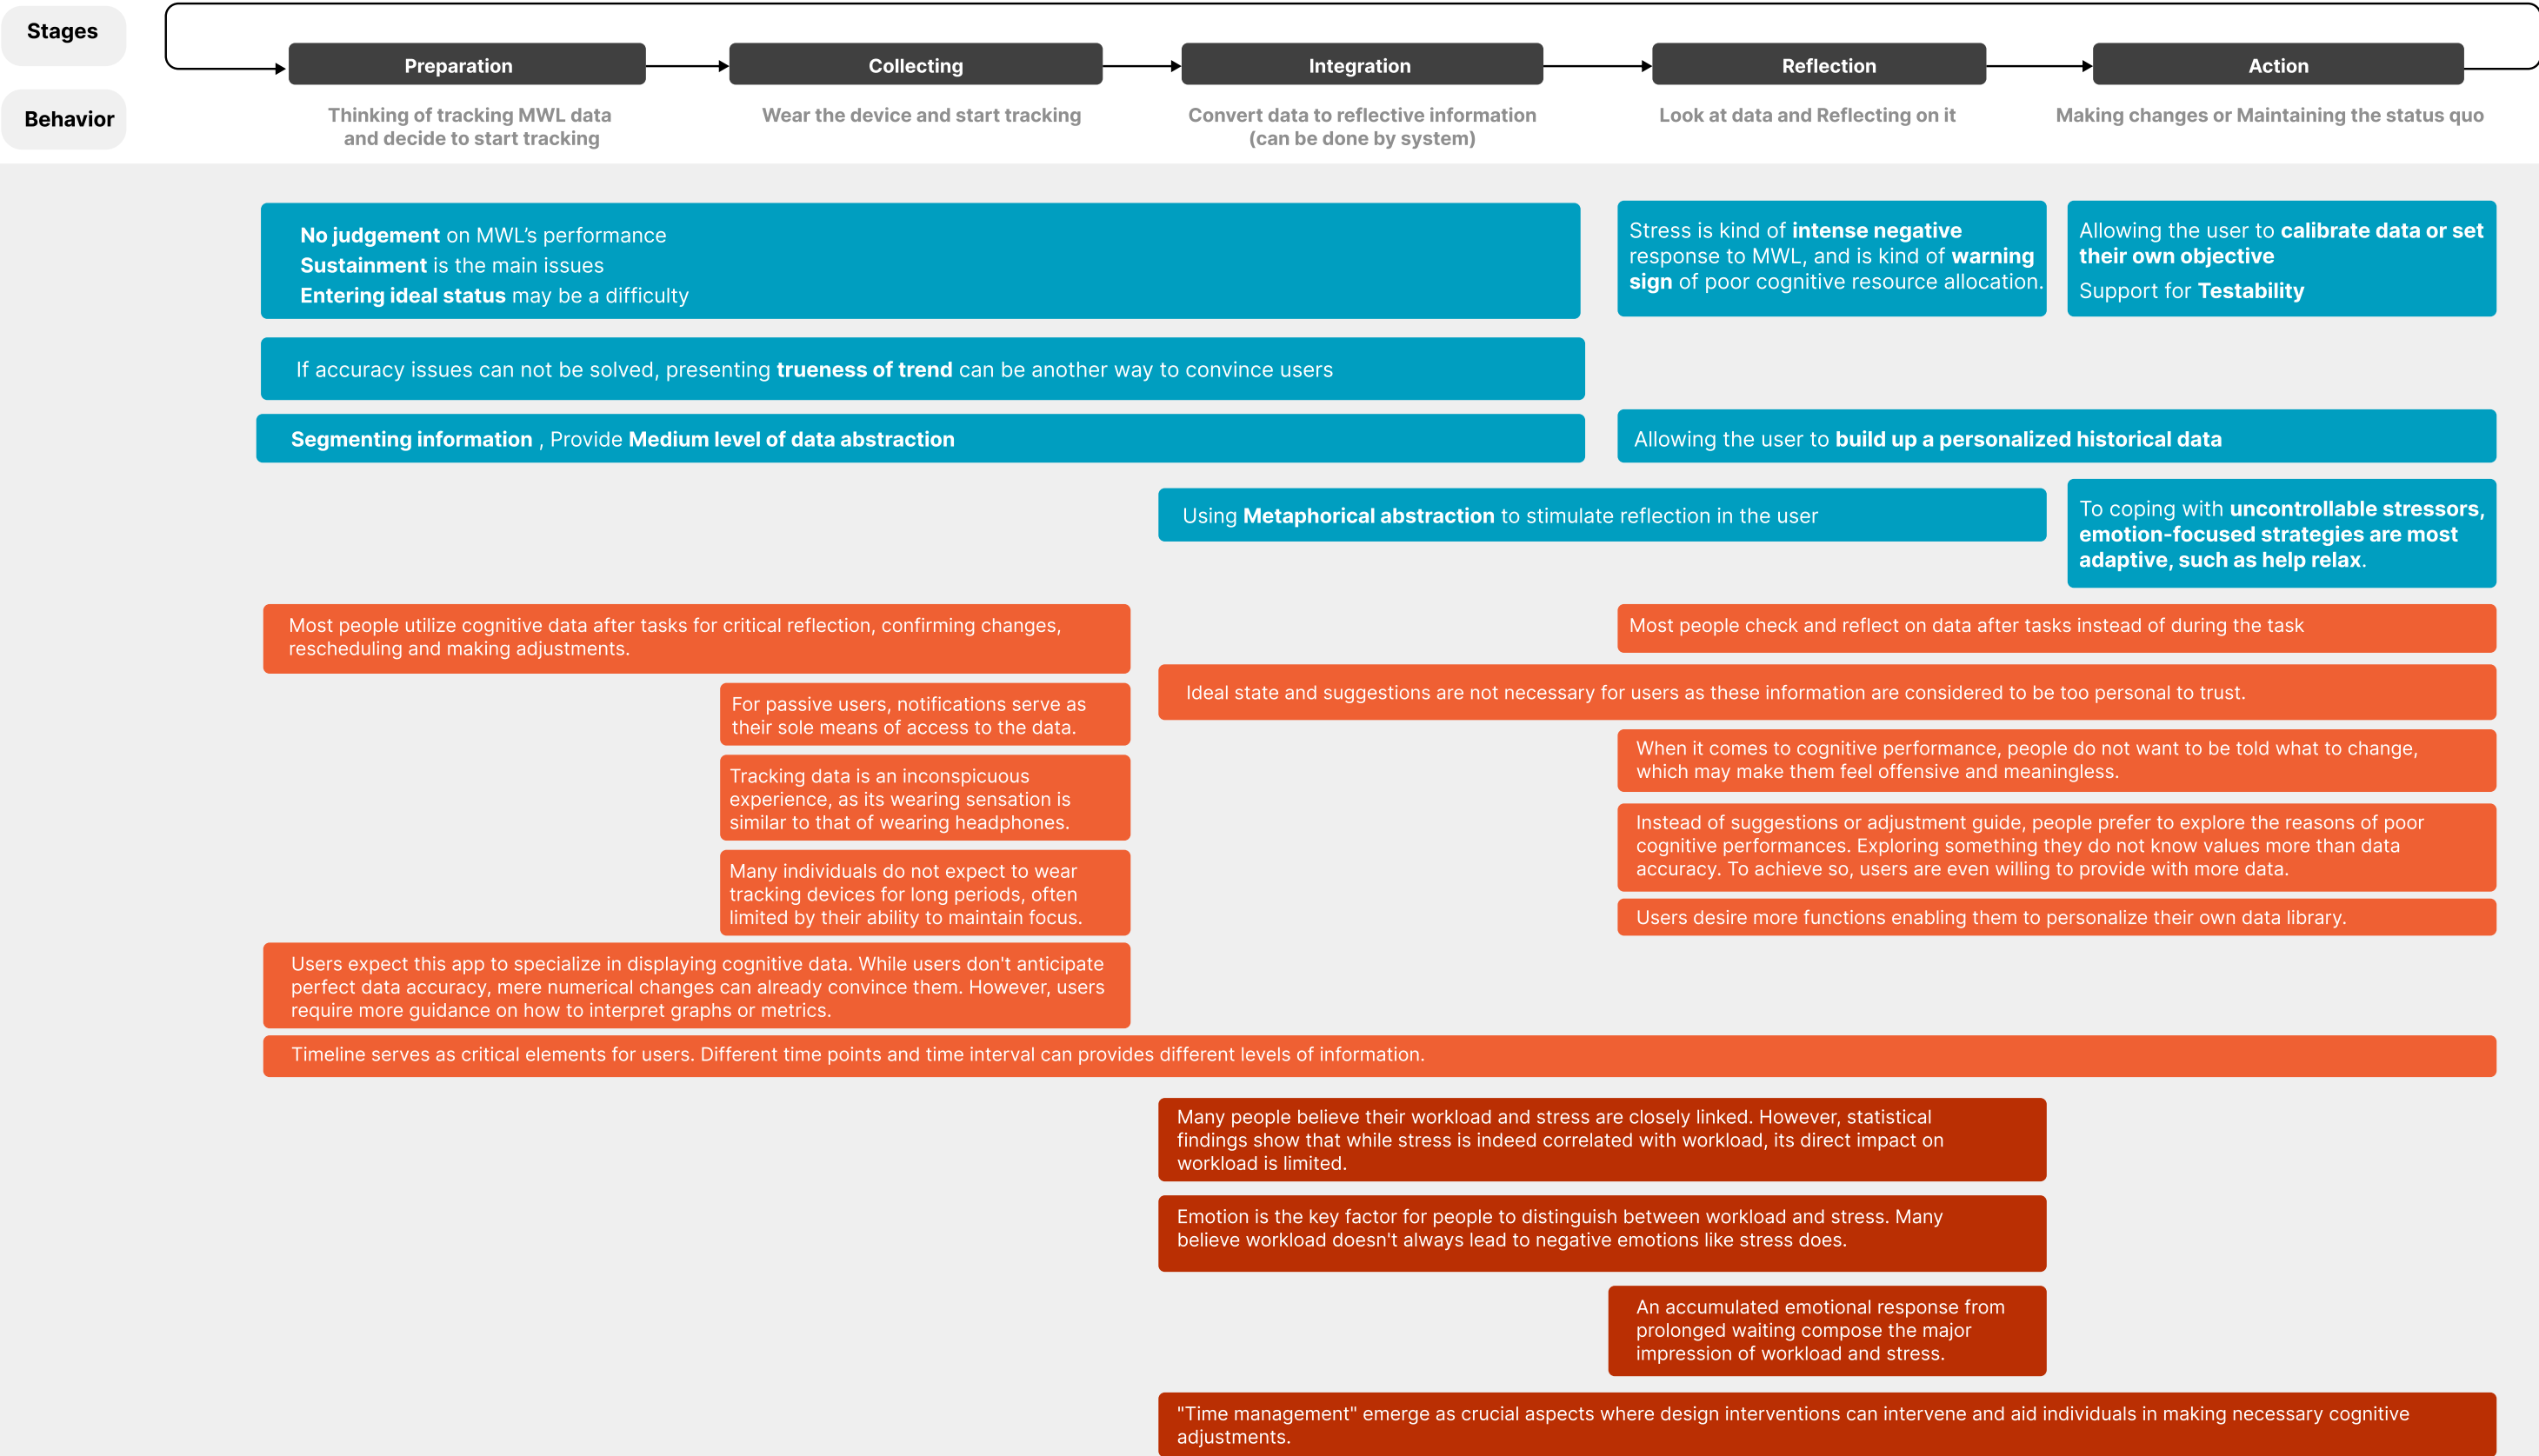 Stages
Preparation
Collecting
Integration
Reflection
Action
Behavior
Thinking of tracking MWL data
and decide to start tracking
Wear the device and start tracking
Convert data to reflective information
(can be done by system)
Look at data and Reflecting on it
Making changes or Maintaining the status quo
No judgement on MWL’s performance
Sustainment is the main issues
Entering ideal status may be a difficulty
Stress is kind of intense negative
response to MWL, and is kind of warning
sign of poor cognitive resource allocation.
Allowing the user to calibrate data or set
their own objective
Support for Testability
If accuracy issues can not be solved, presenting trueness of trend can be another way to convince users
Segmenting information , Provide Medium level of data abstraction
Allowing the user to build up a personalized historical data
Using Metaphorical abstraction to stimulate reflection in the user
To coping with uncontrollable stressors,
emotion-focused strategies are most
adaptive, such as help relax.
Most people utilize cognitive data after tasks for critical reflection, confirming changes,
rescheduling and making adjustments.
Most people check and reflect on data after tasks instead of during the task
Ideal state and suggestions are not necessary for users as these information are considered to be too personal to trust.
For passive users, notifications serve as
their sole means of access to the data.
When it comes to cognitive performance, people do not want to be told what to change,
which may make them feel offensive and meaningless.
Tracking data is an inconspicuous
experience, as its wearing sensation is
similar to that of wearing headphones.
Instead of suggestions or adjustment guide, people prefer to explore the reasons of poor
cognitive performances. Exploring something they do not know values more than data
accuracy. To achieve so, users are even willing to provide with more data.
Many individuals do not expect to wear
tracking devices for long periods, often
limited by their ability to maintain focus.
Users desire more functions enabling them to personalize their own data library.
Users expect this app to specialize in displaying cognitive data. While users don't anticipate
perfect data accuracy, mere numerical changes can already convince them. However, users
require more guidance on how to interpret graphs or metrics.
Timeline serves as critical elements for users. Different time points and time interval can provides different levels of information.
Many people believe their workload and stress are closely linked. However, statistical
findings show that while stress is indeed correlated with workload, its direct impact on
workload is limited.
Emotion is the key factor for people to distinguish between workload and stress. Many
believe workload doesn't always lead to negative emotions like stress does.
An accumulated emotional response from
prolonged waiting compose the major
impression of workload and stress.
"Time management" emerge as crucial aspects where design interventions can intervene and aid individuals in making necessary cognitive
adjustments.